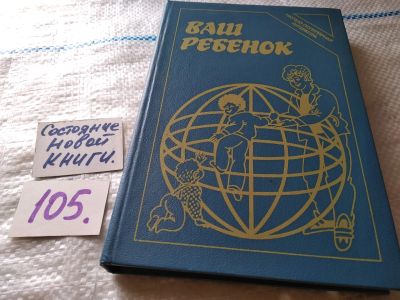 ВАШ
РЕБЕНОК
Состояние
новой
книги.
105.